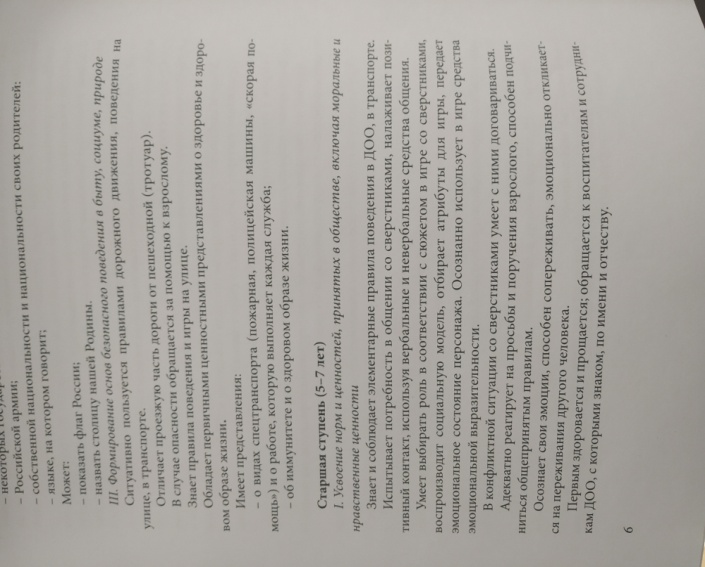 – некоторых
– Российской армии;
– собственной национальности и национальности своих родителей;
– языке, на котором говорит;
Может:
– показать флаг России;
– назвать столицу нашей Родины.
III. Формирование основ безопасного поведения в быту, социуме, природе
Ситуативно пользуется правилами дорожного движения, поведения на
улице, в транспорте.
Отличает проезжую часть дороги от пешеходной (тротуар).
В случае опасности обращается за помощью к взрослому.
Знает правила поведения и игры на улице.
Обладает первичными ценностными представлениями о здоровье и здоро-
вом образе жизни.
Имеет представления:
– о видах спецтранспорта (пожарная, полицейская машины, «скорая по-
мощь») и о работе, которую выполняет каждая служба;
– об иммунитете и о здоровом образе жизни.
Старшая ступень (5–7 лет)
I. Усвоение норм и ценностей, принятых в обществе, включая моральные и
нравственные ценности
Знает и соблюдает элементарные правила поведения в ДОО, в транспорте.
Испытывает потребность в общении со сверстниками, налаживает пози-
тивный контакт, используя вербальные и невербальные средства общения.
Умеет выбирать роль в соответствии с сюжетом в игре со сверстниками,
воспроизводит социальную модель, отбирает атрибуты для игры, передает
эмоциональное состояние персонажа. Осознанно использует в игре средства
эмоциональной выразительности.
В конфликтной ситуации со сверстниками умеет с ними договариваться.
Адекватно реагирует на просьбы и поручения взрослого, способен подчи-
ниться общепринятым правилам.
Осознает свои эмоции, способен сопереживать, эмоционально откликает-
ся на переживания другого человека.
Первым здоровается и прощается; обращается к воспитателям и сотрудни-
кам ДОО, с которыми знаком, по имени и отчеству.
6